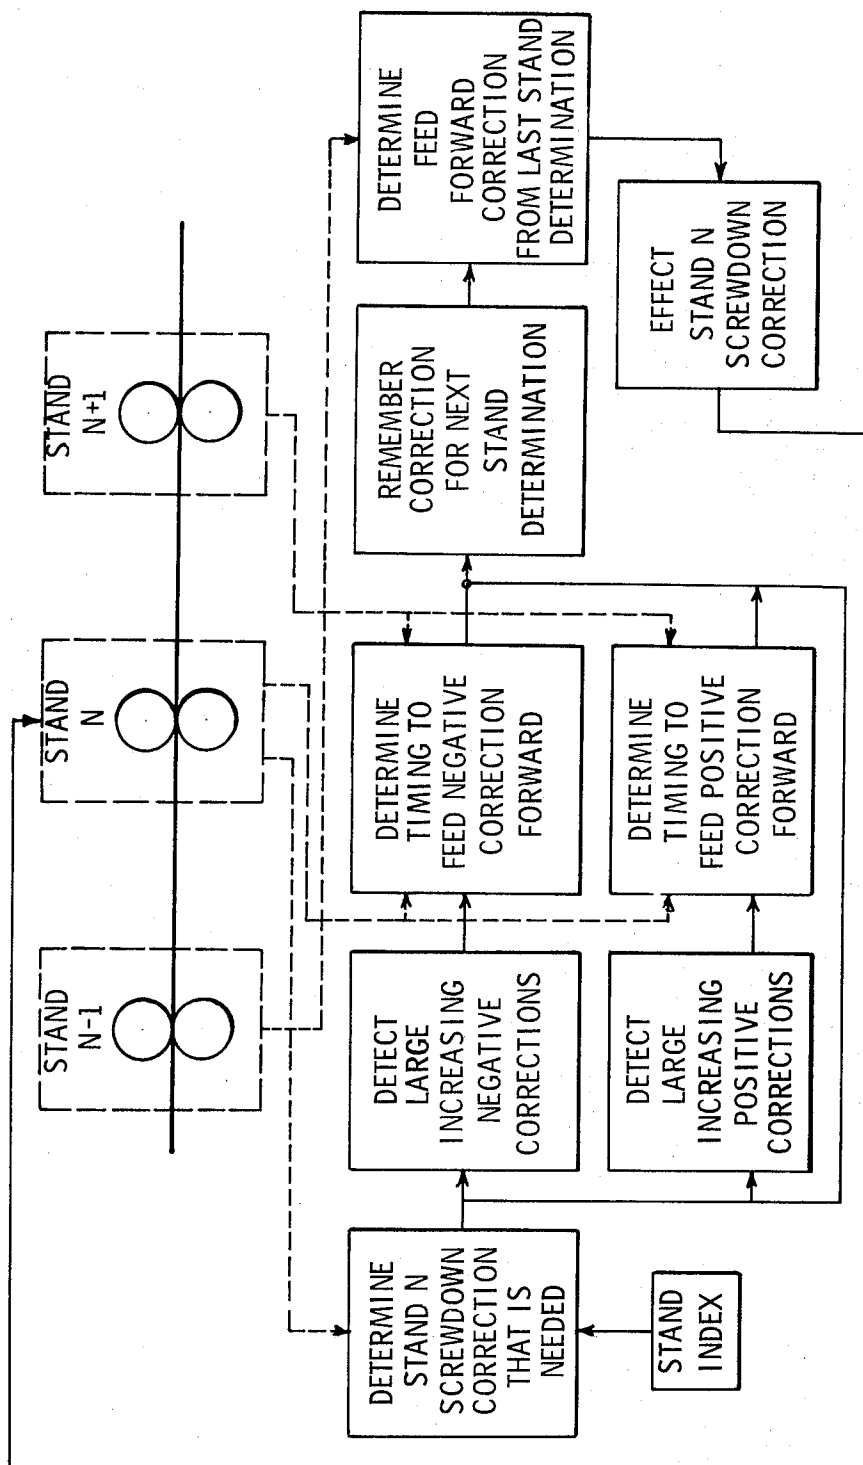 STAND
N-1
STAND
N
STAND
N+1
DETERMINE
STAND N
SCREWDOWN
CORRECTION
THAT IS
NEEDED
STAND
INDEX
DETECT
LARGE
INCREASING
NEGATIVE
CORRECTIONS
DETECT
LARGE
INCREASING
POSITIVE
CORRECTIONS
DETERMINE
TIMING TO
FEED NEGATIVE
CORRECTION
FORWARD
DETERMINE
TIMING TO
FEED POSITIVE
CORRECTION
FORWARD
REMEMBER
CORRECTION
FOR NEXT
STAND
DETERMINATION
DETERMINE
FEED
FORWARD
CORRECTION
FROM LAST STAND
DETERMINATION
EFFECT
STAND N
SCREWDOWN
CORRECTION